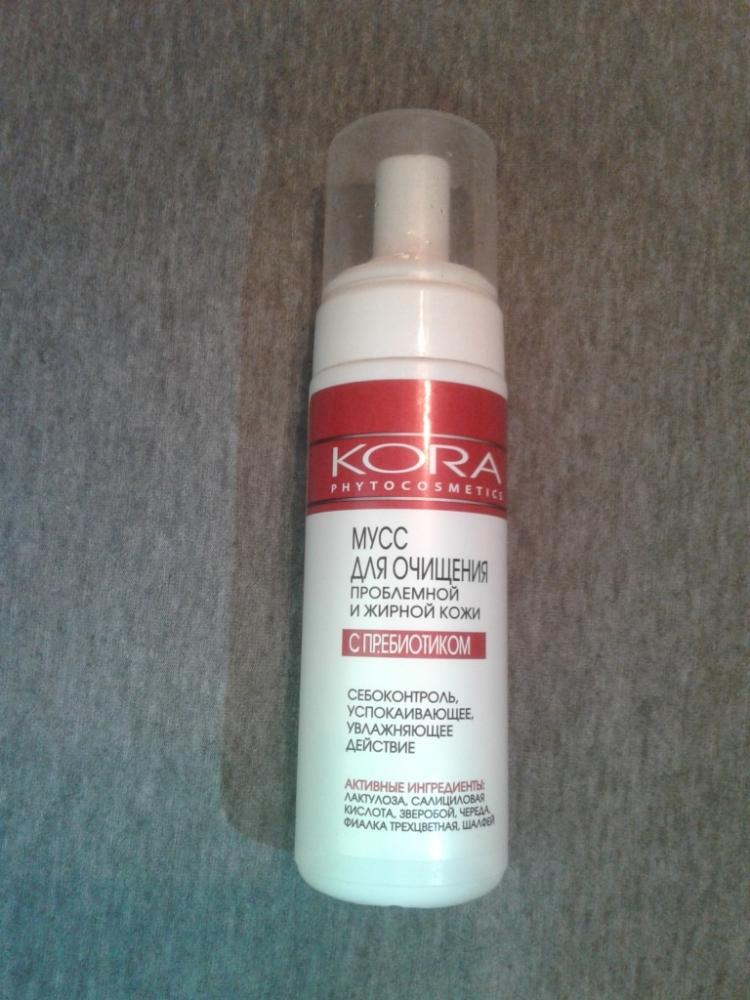 KORA
PHYTOCOSMETICS
МУСС
ДЛЯ ОЧИЩЕНИЯ
ПРОБЛЕМНОЙ
И ЖИРНОЙ КОЖИ
С ПРЕБИОТИКОМ
СЕБОКОНТРОЛЬ,
УСПОКАИВАЮЩЕЕ,
УВЛАЖНЯЮЩЕЕ
ДЕЙСТВИЕ
АКТИВНЫЕ ИНГРЕДИЕНТЫ:
ЛАКТУЛОЗА, САЛИЦИЛОВАЯ
КИСЛОТА, ЗВЕРОБОЙ, ЧЕРЕДА,
ФИАЛКА ТРЕХЦВЕТНАЯ, ШАЛФЕЙ